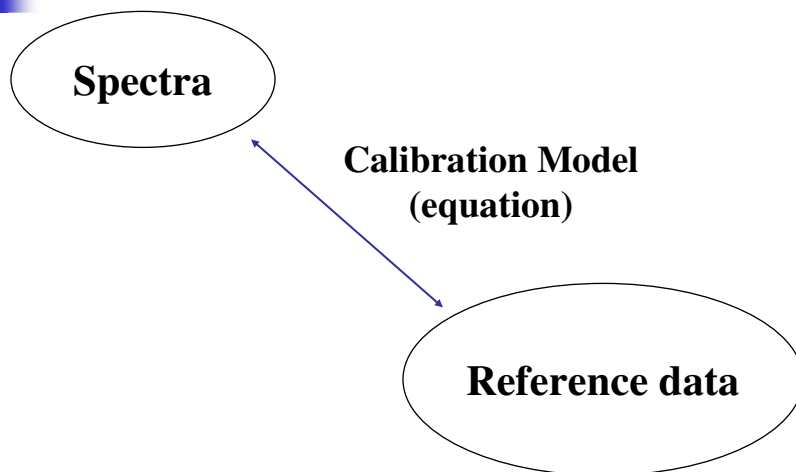 Spectra
Calibration Model
(equation)
Reference data